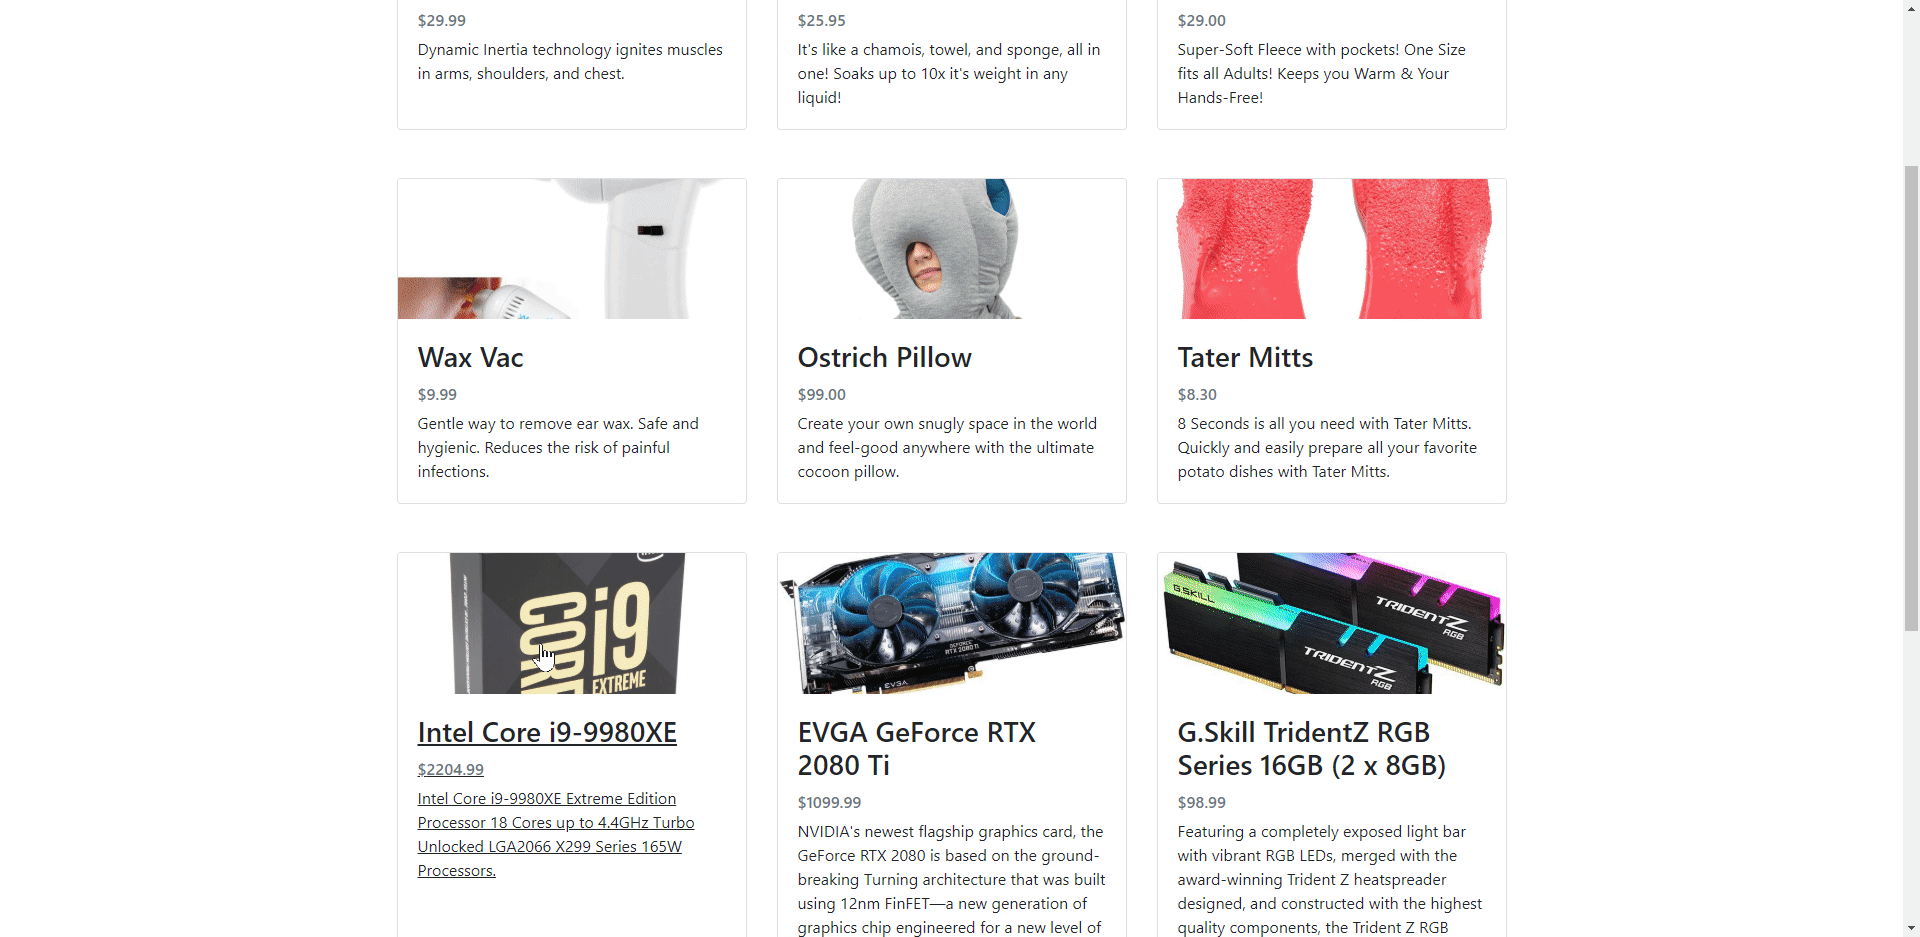 $29.99
Dynamic Inertia technology ignites muscles
in arms, shoulders, and chest.
$25.95
It's like a chamois, towel, and sponge, all in
one! Soaks up to 10x it's weight in any
liquid!
$29.00
Super-Soft Fleece with pockets! One Size
fits all Adults! Keeps you Warm & Your
Hands-Free!
Wax Vac
$9.99
Gentle way to remove ear wax. Safe and
hygienic. Reduces the risk of painful
infections.
Ostrich Pillow
$99.00
Create your own snugly space in the world
and feel-good anywhere with the ultimate
cocoon pillow.
Tater Mitts
$8.30
8 Seconds is all you need with Tater Mitts.
Quickly and easily prepare all your favorite
potato dishes with Tater Mitts.
CORE i9
EXTREME
Intel Core i9-9980XE
$2204.99
Intel Core i9-9980XE Extreme Edition
Processor 18 Cores up to 4.4GHz Turbo
Unlocked LGA2066 X299 Series 165W
Processors.
GEFORCE
RTX 2080 Ti
EVGA
EVGA GeForce RTX
2080 Ti
$1099.99
NVIDIA's newest flagship graphics card, the
GeForce RTX 2080 is based on the ground-
breaking Turning architecture that was built
using 12nm FinFET—a new generation of
graphics chip engineered for a new level of
G.SKILL
TRIDENTZ
RGB
TRIDENTZ
RGB
G.Skill TridentZ RGB
Series 16GB (2 x 8GB)
$98.99
Featuring a completely exposed light bar
with vibrant RGB LEDs, merged with the
award-winning Trident Z heatspreader
designed, and constructed with the highest
quality components, the Trident Z RGB